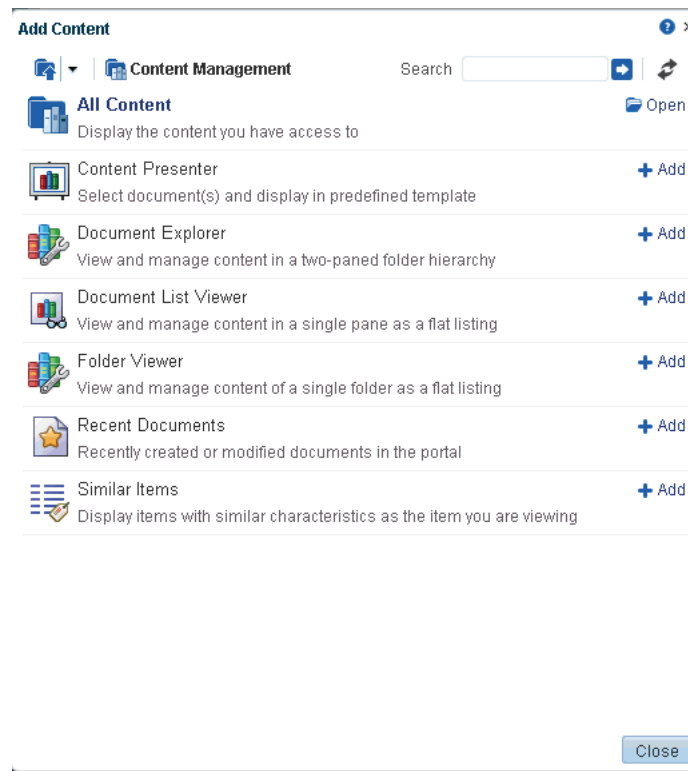 Add Content
Content Management Search
All Content Open
Display the content you have access to
Content Presenter Add
Select document(s) and display in predefined template
Document Explorer Add
View and manage content in a two-paned folder hierarchy
Document List Viewer Add
View and manage content in a single pane as a flat listing
Folder Viewer Add
View and manage content of a single folder as a flat listing
Recent Documents Add
Recently created or modified documents in the portal
Similar Items Add
Display items with similar characteristics as the item you are viewing
Close